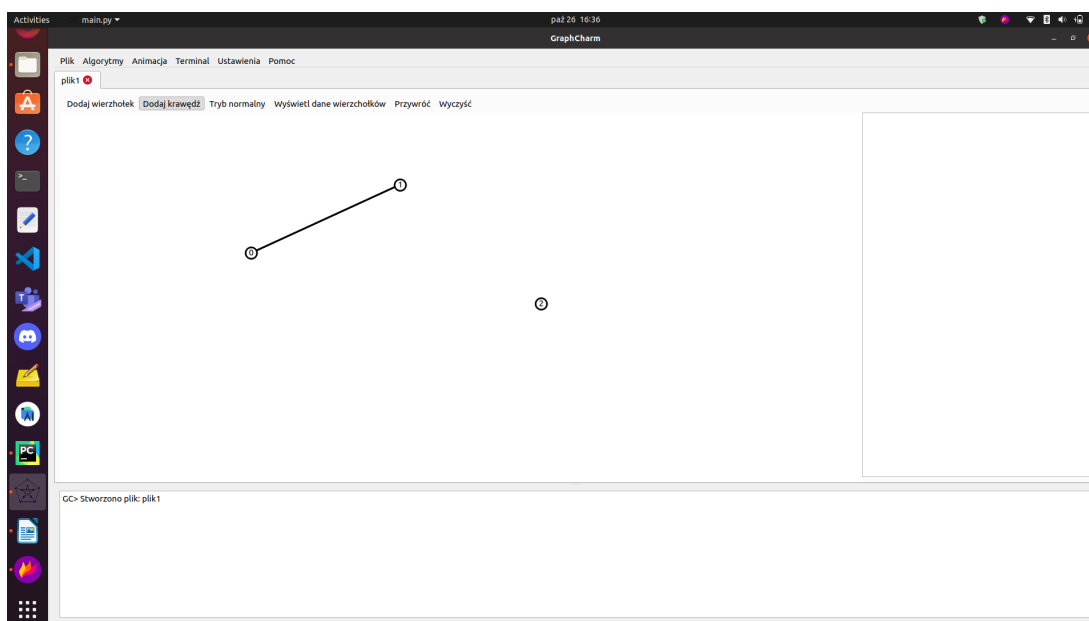 Activities main.py paź 26 16:36
GraphCharm
Plik Algorytmy Animacja Terminal Ustawienia Pomoc
plik1
Dodaj wierzhołek Dodaj krawędź Tryb normalny Wyświetl dane wierzchołków Przywróć Wyczyść
1
0
2
GC> Stworzono plik: plik1
PC